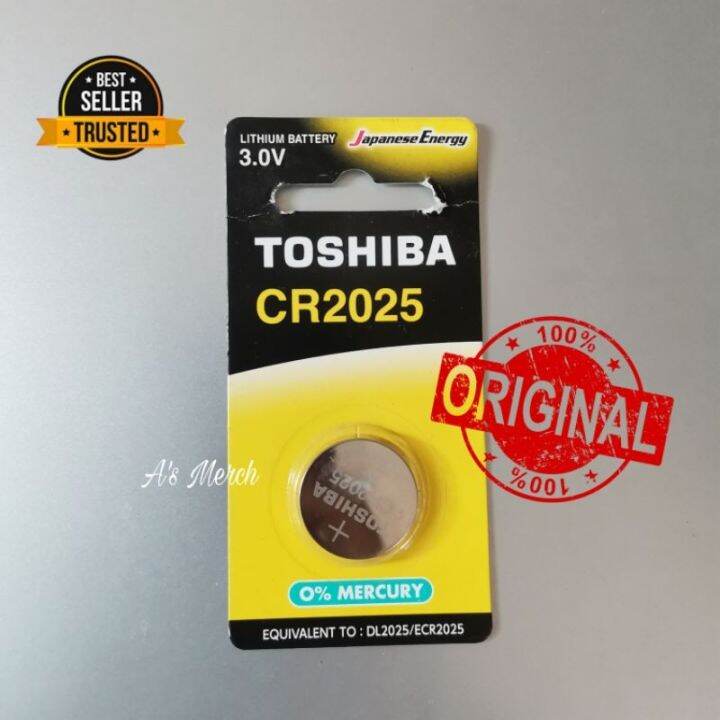 BEST
SELLER
TRUSTED
LITHIUM BATTERY
3.0V
Japanese Energy
TOSHIBA
CR2025
100%
ORIGINAL
100%
A's Merch
TOSHIBA
CR2025
+
0% MERCURY
EQUIVALENT TO : DL2025/ECR2025